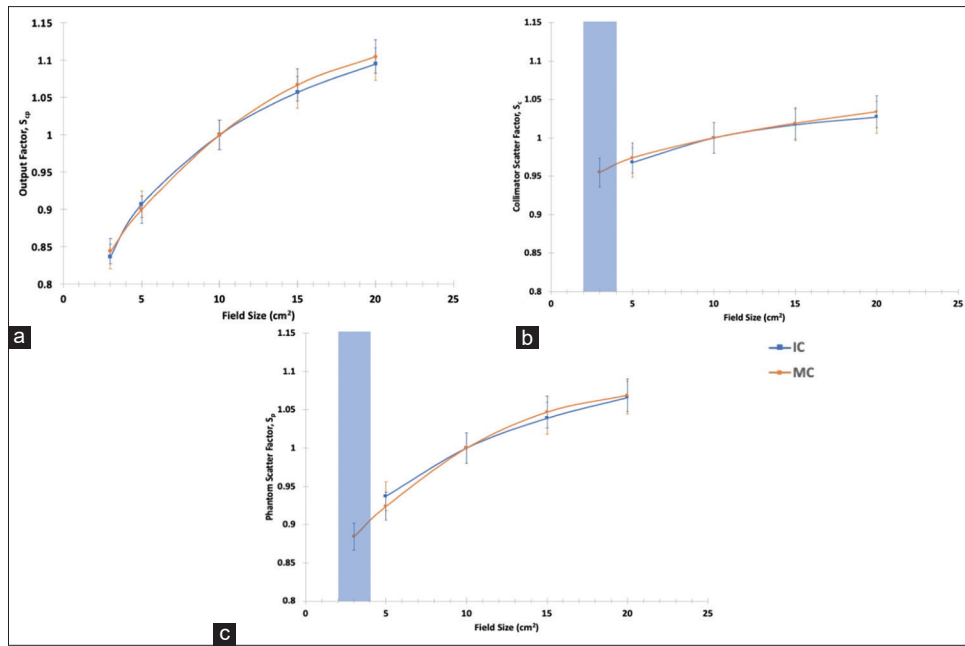 1.15
1.1
1.05
1
0.95
0.9
0.85
0.8
Output Factor, Scp
0 5 10 15 20 25
Field Size (cm²)
a
1.15
1.1
1.05
1
0.95
0.9
0.85
0.8
Collimator Scatter Factor, Sc
0 5 10 15 20 25
Field Size (cm²)
b
1.15
1.1
1.05
1
0.95
0.9
0.85
0.8
Phantom Scatter Factor, Sp
0 5 10 15 20 25
Field Size (cm²)
c
IC
MC